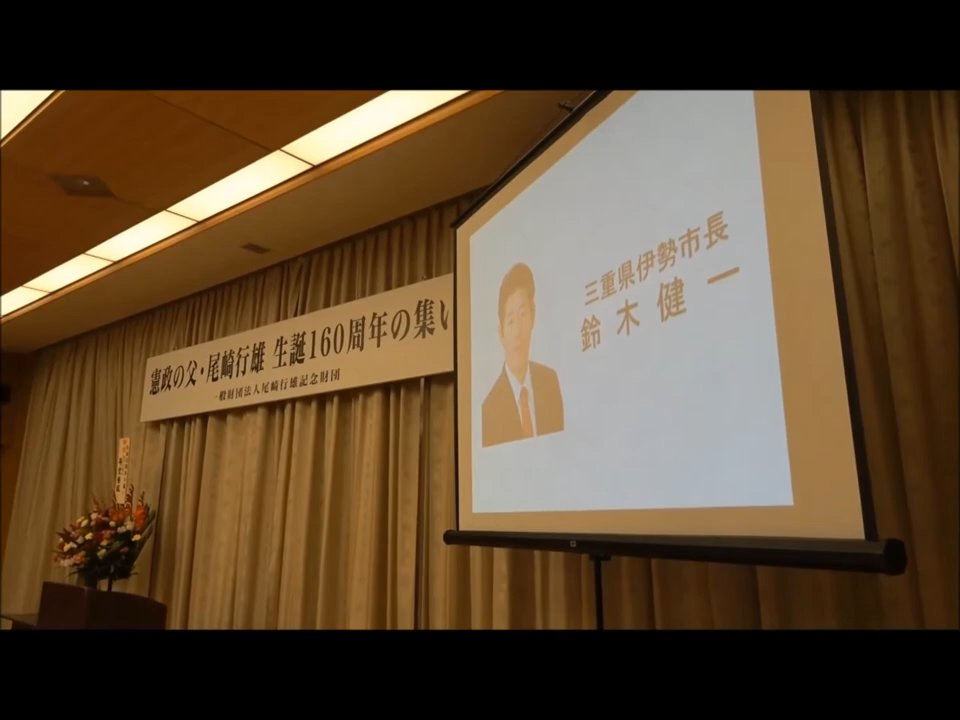 憲政の父・尾崎行雄 生誕160周年の集い
一般財団法人尾崎行雄記念財団
三重県伊勢市長
鈴木 健一